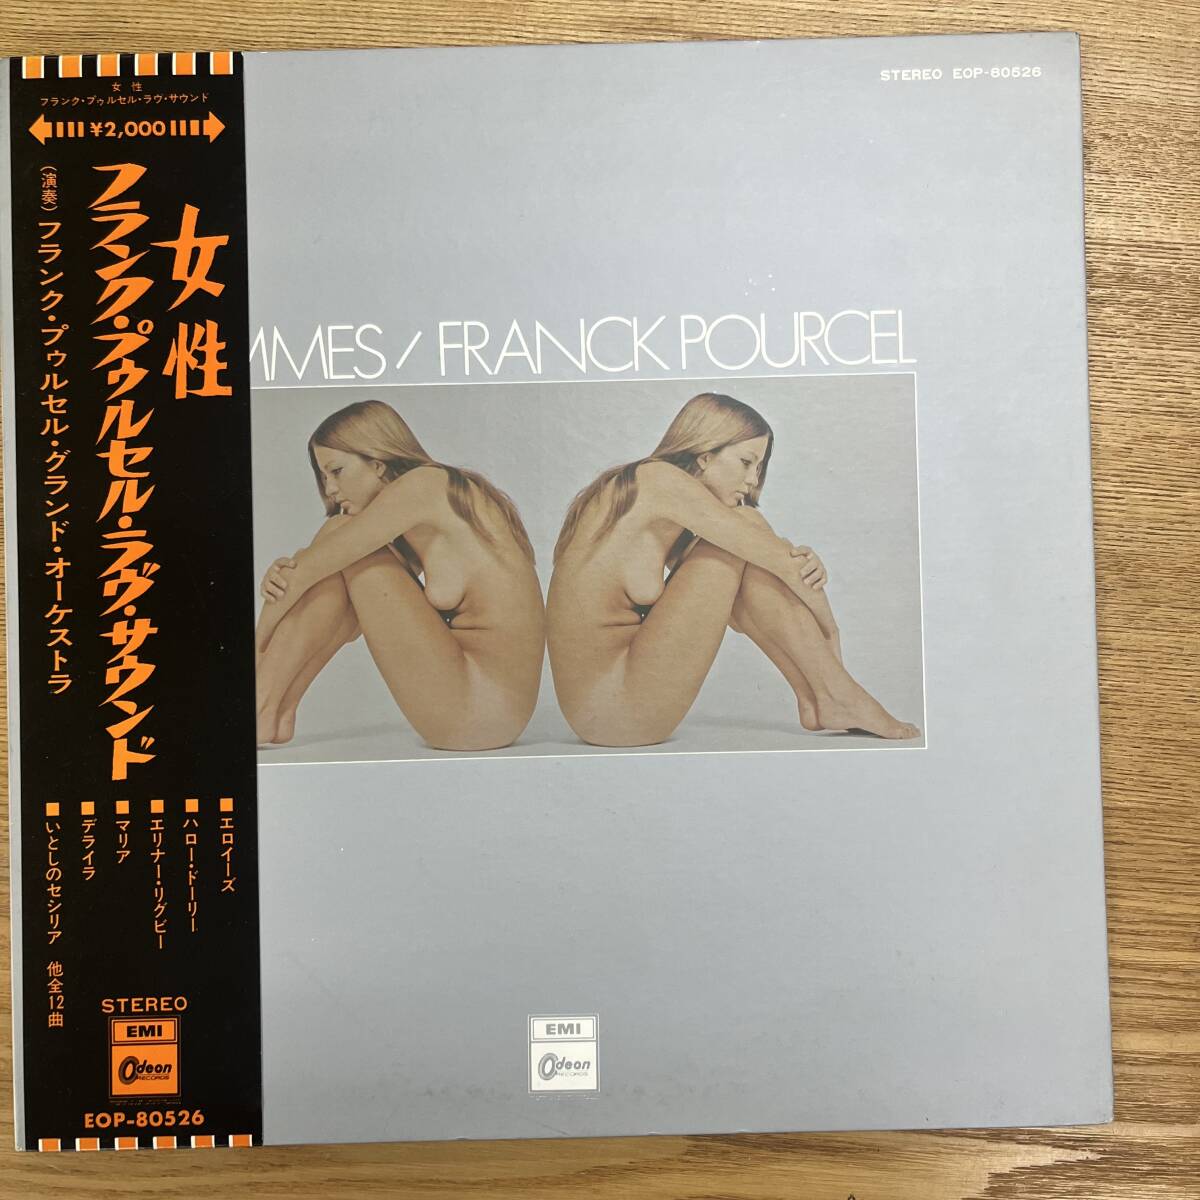 女性
フランク・プゥルセル・ラヴ・サウンド
¥2,000
女性
フランク・プゥルセル・ラヴ・サウンド
(演奏)フランク・プゥルセル・グランド・オーケストラ
■エロイーズ
■ハロー・ドーリー
■エリナー・リグビー
■マリア
■デライラ
■いとしのセシリア 他全12曲
STEREO
EMI
Odeon
RECORDS
EOP-80526
STEREO EOP-80526
MMES / FRANCK POURCEL
EMI
Odeon
RECORDS